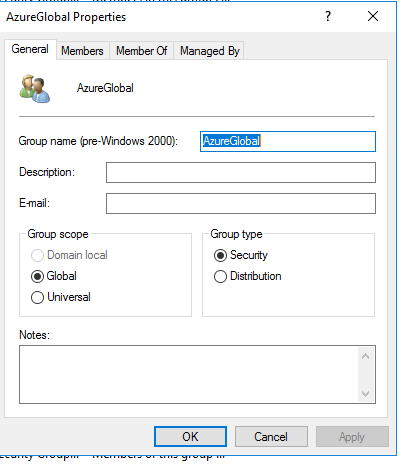 AzureGlobal Properties
?
General Members Member Of Managed By
AzureGlobal
Group name (pre-Windows 2000): AzureGlobal
Description:
E-mail:
Group scope
Domain local
Global
Universal
Group type
Security
Distribution
Notes:
OK Cancel Apply